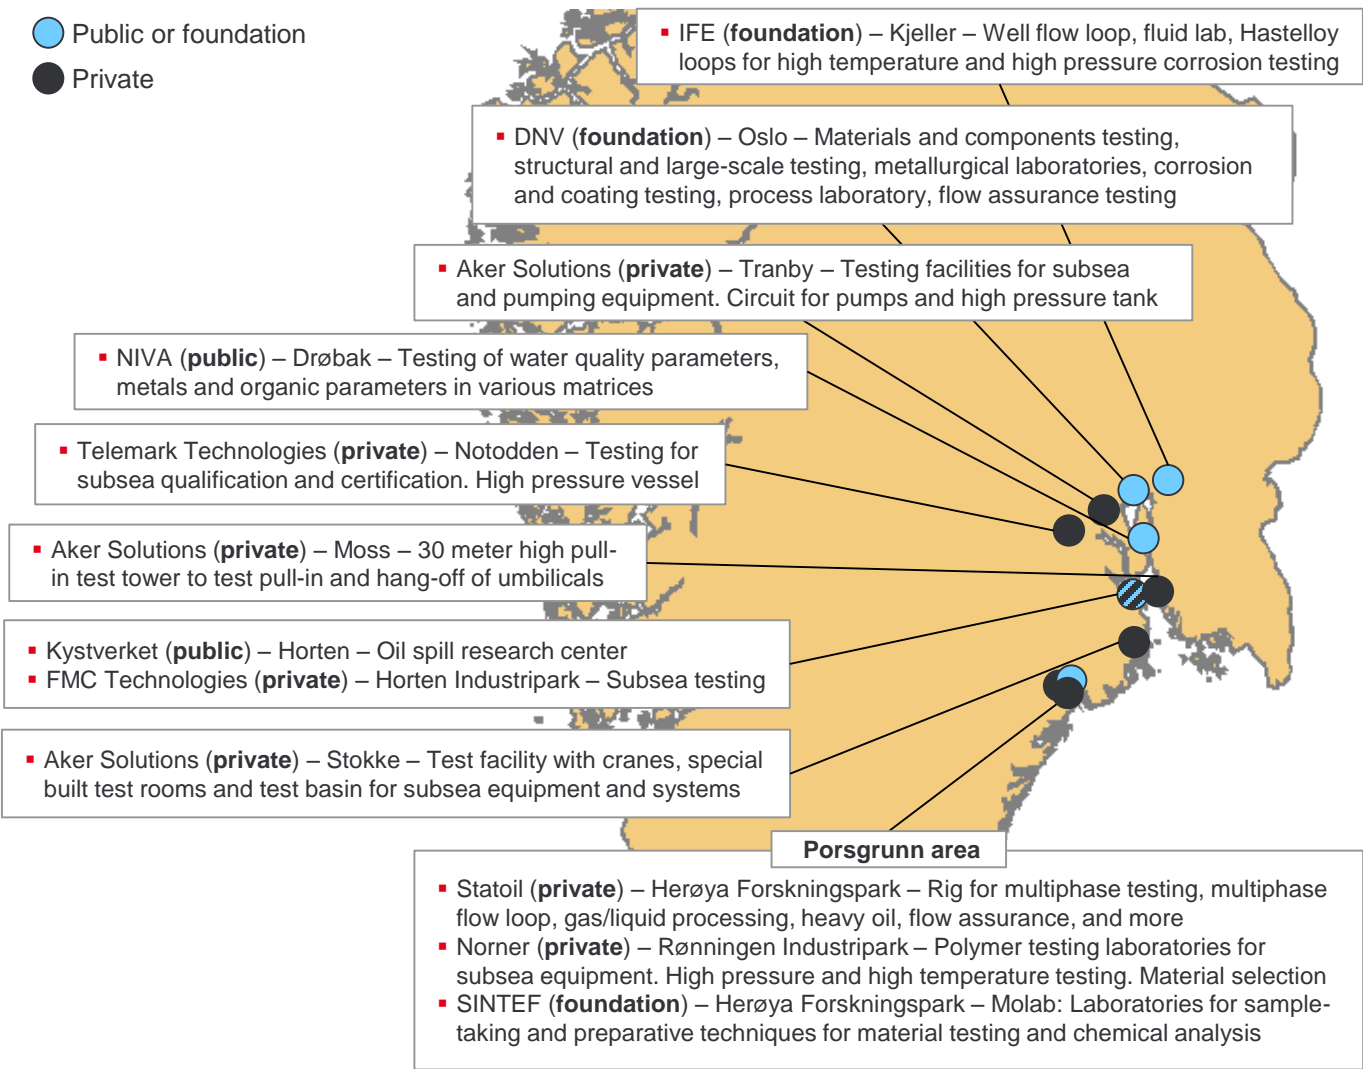 Public or foundation
Private
▪ IFE (foundation) – Kjeller – Well flow loop, fluid lab, Hastelloy
loops for high temperature and high pressure corrosion testing
▪ DNV (foundation) – Oslo – Materials and components testing,
structural and large-scale testing, metallurgical laboratories, corrosion
and coating testing, process laboratory, flow assurance testing
▪ Aker Solutions (private) – Tranby – Testing facilities for subsea
and pumping equipment. Circuit for pumps and high pressure tank
▪ NIVA (public) – Drøbak – Testing of water quality parameters,
metals and organic parameters in various matrices
▪ Telemark Technologies (private) – Notodden – Testing for
subsea qualification and certification. High pressure vessel
▪ Aker Solutions (private) – Moss – 30 meter high pull-
in test tower to test pull-in and hang-off of umbilicals
▪ Kystverket (public) – Horten – Oil spill research center
▪ FMC Technologies (private) – Horten Industripark – Subsea testing
▪ Aker Solutions (private) – Stokke – Test facility with cranes, special
built test rooms and test basin for subsea equipment and systems
Porsgrunn area
▪ Statoil (private) – Herøya Forskningspark – Rig for multiphase testing, multiphase
flow loop, gas/liquid processing, heavy oil, flow assurance, and more
▪ Norner (private) – Rønningen Industripark – Polymer testing laboratories for
subsea equipment. High pressure and high temperature testing. Material selection
▪ SINTEF (foundation) – Herøya Forskningspark – Molab: Laboratories for sample-
taking and preparative techniques for material testing and chemical analysis